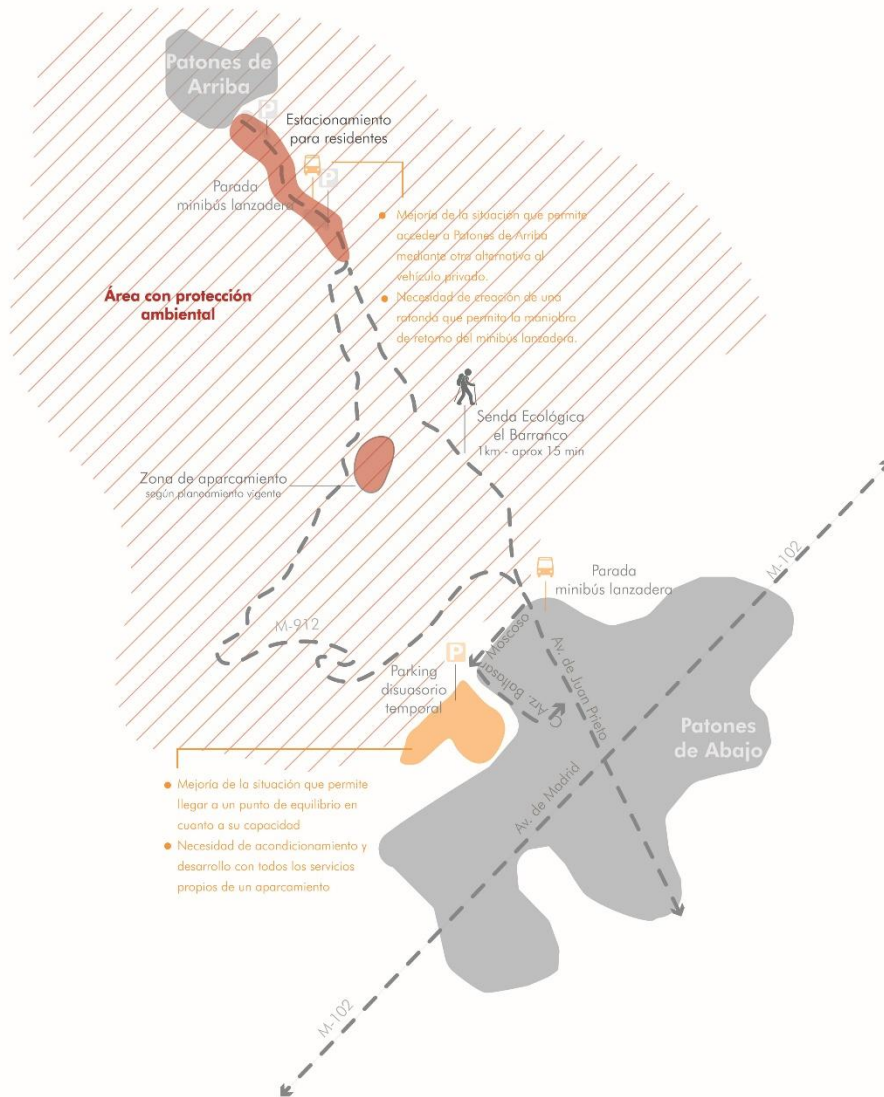 Patones de
Arriba
P
Estacionamiento
para residentes
P
Parada
minibús lanzadera
Mejoría de la situación que permite
acceder a Patones de Arriba
mediante otra alternativa al
vehículo privado.
Necesidad de creación de una
rotonda que permita la maniobra
de retorno del minibús lanzadera.
Área con protección
ambiental
Senda Ecológica
el Barranco
1km - aprox 15 min
Zona de aparcamiento
según planeamiento vigente
M-102
Parada
minibús lanzadera
M-912
P
Parking
disuasorio
temporal
C. Arz. Baltasar Moscoso
Av. de Juan Prieto
Patones
de Abajo
Av. de Madrid
Mejoría de la situación que permite
llegar a un punto de equilibrio en
cuanto a su capacidad
Necesidad de acondicionamiento y
desarrollo con todos los servicios
propios de un aparcamiento
M-102